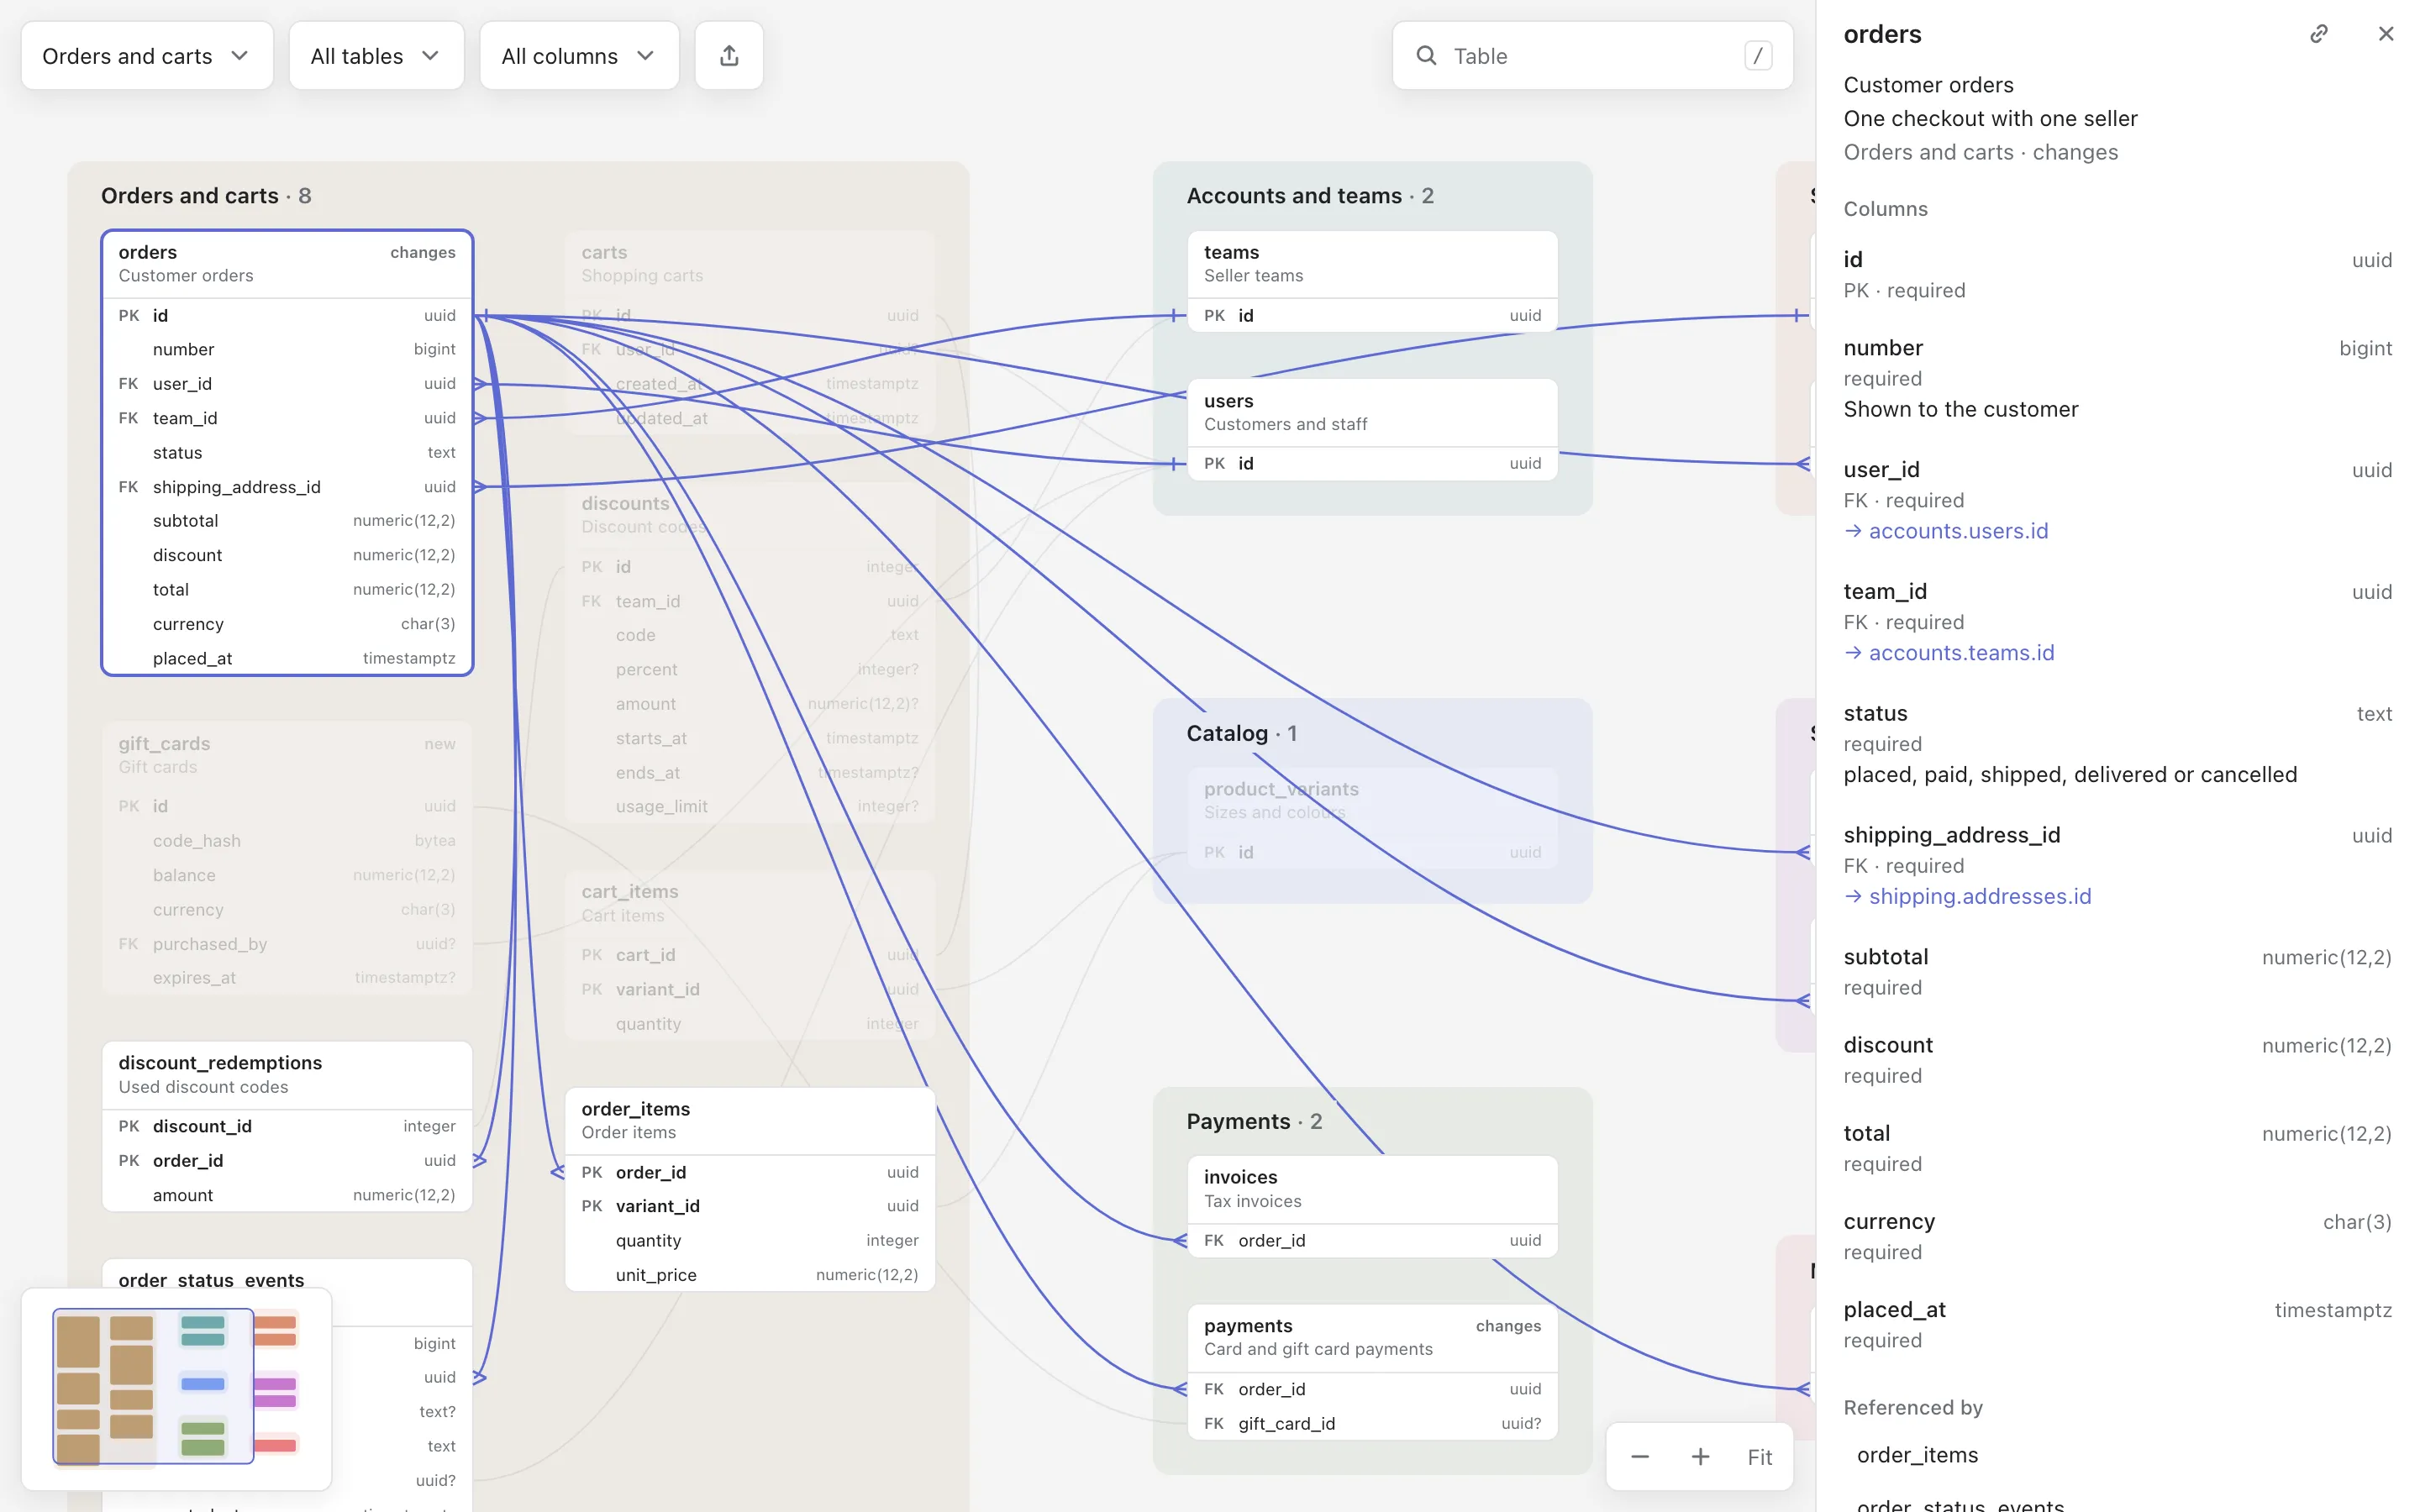 Orders and carts
All tables
All columns
Table
/
Orders and carts · 8
orders
changes
Customer orders
PK id uuid
number bigint
FK user_id uuid
FK team_id uuid
status text
FK shipping_address_id uuid
subtotal numeric(12,2)
discount numeric(12,2)
total numeric(12,2)
currency char(3)
placed_at timestamptz
gift_cards new
Gift cards
PK id uuid
code_hash bytea
balance numeric(12,2)
currency char(3)
FK purchased_by uuid?
expires_at timestamptz?
discount_redemptions
Used discount codes
PK discount_id integer
PK order_id uuid
amount numeric(12,2)
order_status_events
bigint
uuid
text?
text
uuid?
carts
Shopping carts
PK id uuid
FK user_id uuid?
created_at timestamptz
updated_at timestamptz
discounts
Discount codes
PK id integer
FK team_id uuid
code text
percent integer?
amount numeric(12,2)?
starts_at timestamptz
ends_at timestamptz?
usage_limit integer?
cart_items
Cart items
PK cart_id uuid
PK variant_id uuid
quantity integer
order_items
Order items
PK order_id uuid
PK variant_id uuid
quantity integer
unit_price numeric(12,2)
Accounts and teams · 2
teams
Seller teams
PK id uuid
users
Customers and staff
PK id uuid
Catalog · 1
product_variants
Sizes and colours
PK id uuid
Payments · 2
invoices
Tax invoices
FK order_id uuid
payments changes
Card and gift card payments
FK order_id uuid
FK gift_card_id uuid?
− + Fit
orders
Customer orders
One checkout with one seller
Orders and carts · changes
Columns
id uuid
PK · required
number bigint
required
Shown to the customer
user_id uuid
FK · required
→ accounts.users.id
team_id uuid
FK · required
→ accounts.teams.id
status text
required
placed, paid, shipped, delivered or cancelled
shipping_address_id uuid
FK · required
→ shipping.addresses.id
subtotal numeric(12,2)
required
discount numeric(12,2)
required
total numeric(12,2)
required
currency char(3)
required
placed_at timestamptz
required
Referenced by
order_items
order_status_events